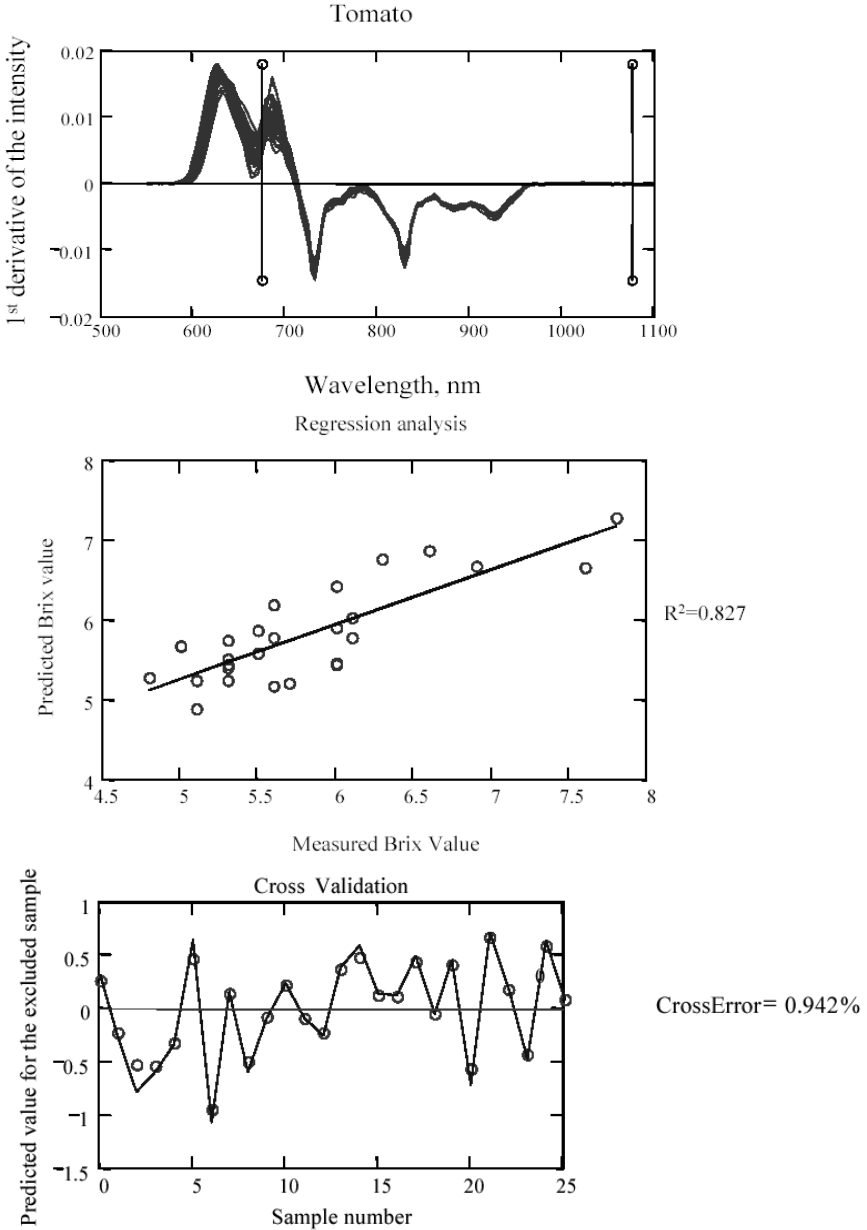 Tomato
1st derivative of the intensity
0.02
0.01
0
−0.01
−0.02
500 600 700 800 900 1000 1100
Wavelength, nm
Regression analysis
Predicted Brix value
8
7
6
5
4
4.5 5 5.5 6 6.5 7 7.5 8
R²=0.827
Measured Brix Value
Cross Validation
Predicted value for the excluded sample
1
0.5
0
−0.5
−1
−1.5
0 5 10 15 20 25
CrossError= 0.942%
Sample number